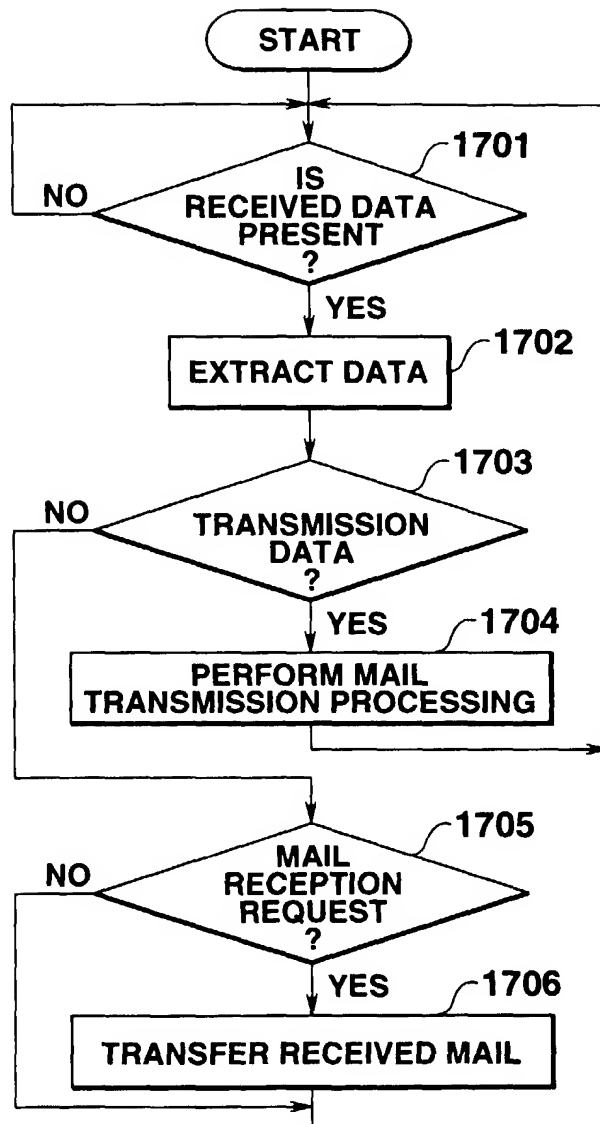 START
1701
NO
IS
RECEIVED DATA
PRESENT
?
YES
1702
EXTRACT DATA
1703
NO
TRANSMISSION
DATA
?
YES
1704
PERFORM MAIL
TRANSMISSION PROCESSING
1705
NO
MAIL
RECEPTION
REQUEST
?
YES
1706
TRANSFER RECEIVED MAIL